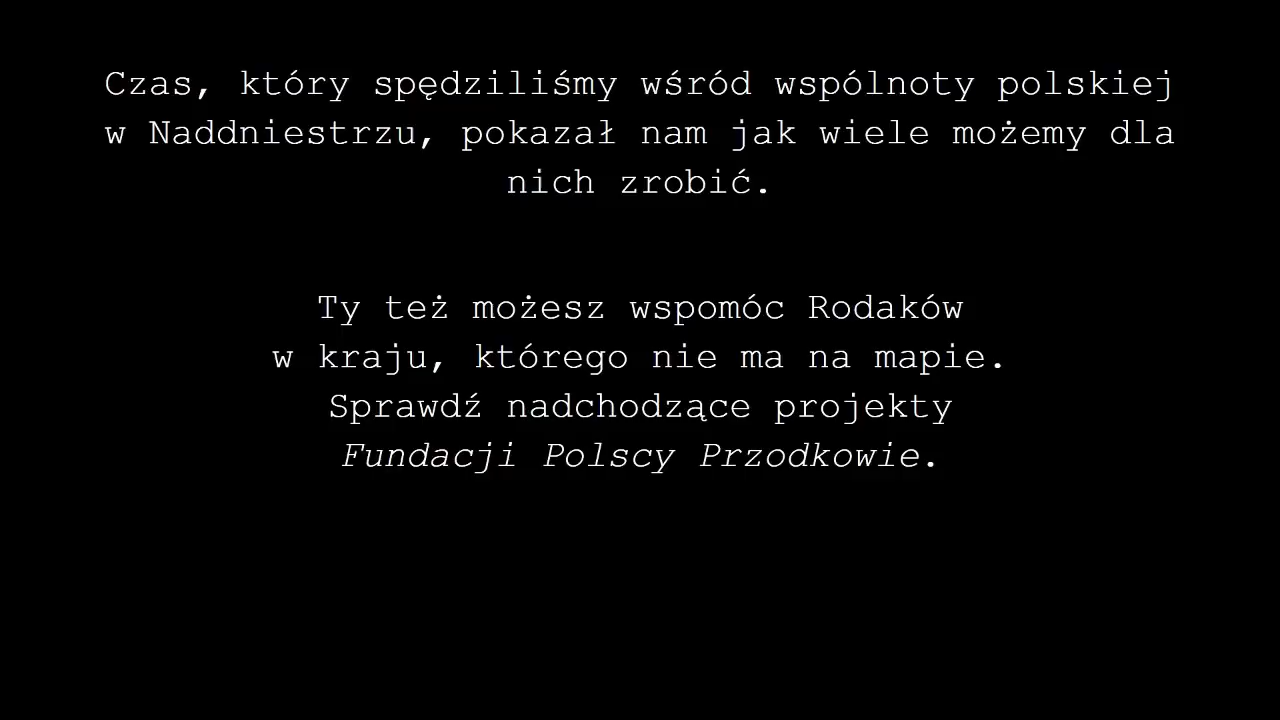 Czas, który spędziliśmy wśród wspólnoty polskiej
w Naddniestrzu, pokazał nam jak wiele możemy dla
nich zrobić.
Ty też możesz wspomóc Rodaków
w kraju, którego nie ma na mapie.
Sprawdź nadchodzące projekty
Fundacji Polscy Przodkowie.